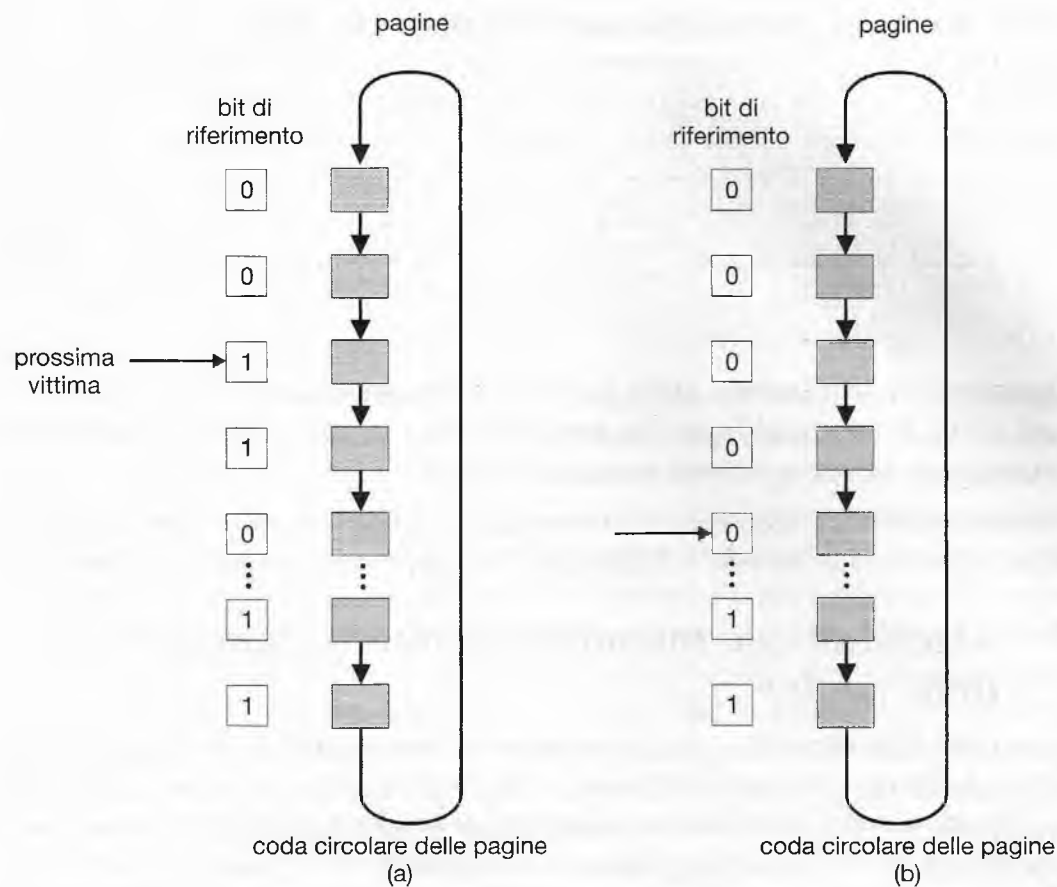 pagine
bit di
riferimento
0
0
prossima
vittima
1
1
0
1
1
coda circolare delle pagine
(a)
pagine
bit di
riferimento
0
0
0
0
0
1
1
coda circolare delle pagine
(b)